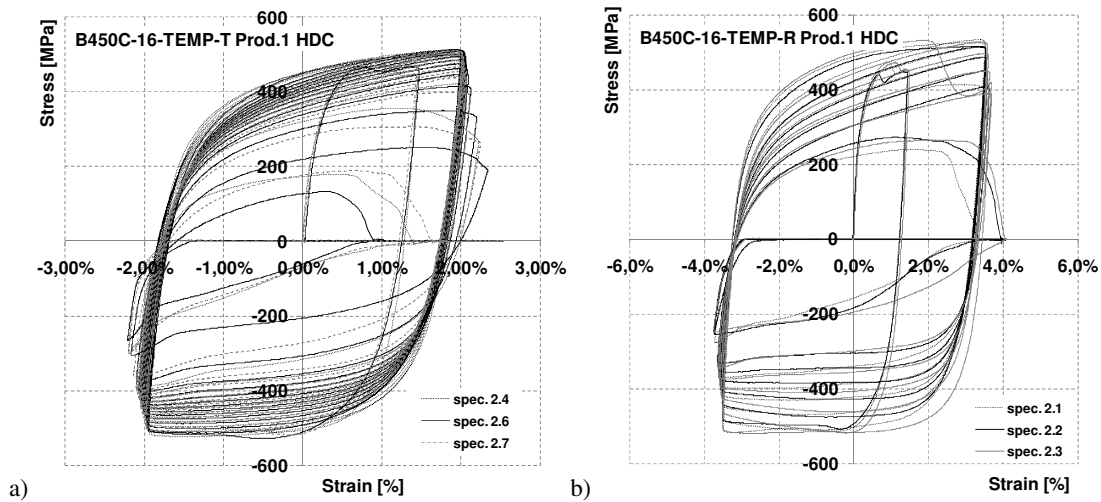 B450C-16-TEMP-T Prod.1 HDC
Stress [MPa]
600
400
200
0
-200
-400
-600
-3,00%
-2,00%
-1,00%
0,00%
1,00%
2,00%
3,00%
Strain [%]
spec. 2.4
spec. 2.6
spec. 2.7
a)
B450C-16-TEMP-R Prod.1 HDC
Stress [MPa]
600
400
200
0
-200
-400
-600
-6,0%
-4,0%
-2,0%
0,0%
2,0%
4,0%
6,0%
Strain [%]
spec. 2.1
spec. 2.2
spec. 2.3
b)